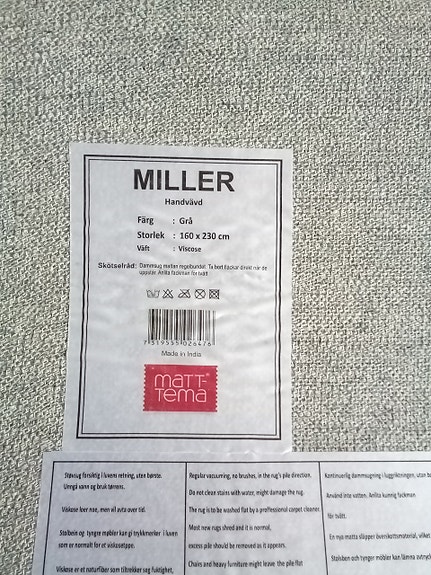 MILLER
Handvävd
Färg : Grå
Storlek : 160 x 230 cm
Väft : Viscose
Skötselråd: Dammsug mattan regelbundet. Ta bort fläckar direkt när de
uppstår. Anlita fackman för tvätt.
7 319555 026476
Made in India
MATT-
TEMA
Støvsug forsiktig i luvens retning, uten børste.
Unngå vann og bruk tørrens.
Viskose loer noe, men vil avta over tid.
Stolbein og tyngre møbler kan gi trykkmerker i luven
som er normalt for et viskoseteppe.
Viskose er et naturfiber som tiltrekker seg fuktighet,
Regular vacuuming, no brushes, in the rug's pile direction.
Do not clean stains with water, might damage the rug.
The rug is to be washed flat by a professional carpet cleaner.
Most new rugs shred and it is normal,
excess pile should be removed as it appears.
Chairs and heavy furniture might leave the pile flat
Kontinuerlig dammsugning i luggriktningen, utan bo
Använd inte vatten. Anlita kunnig fackman
för tvätt.
En nya matta släpper överskottsmaterial, vilket
Stolsben och tyngre möbler kan lämna avtryck